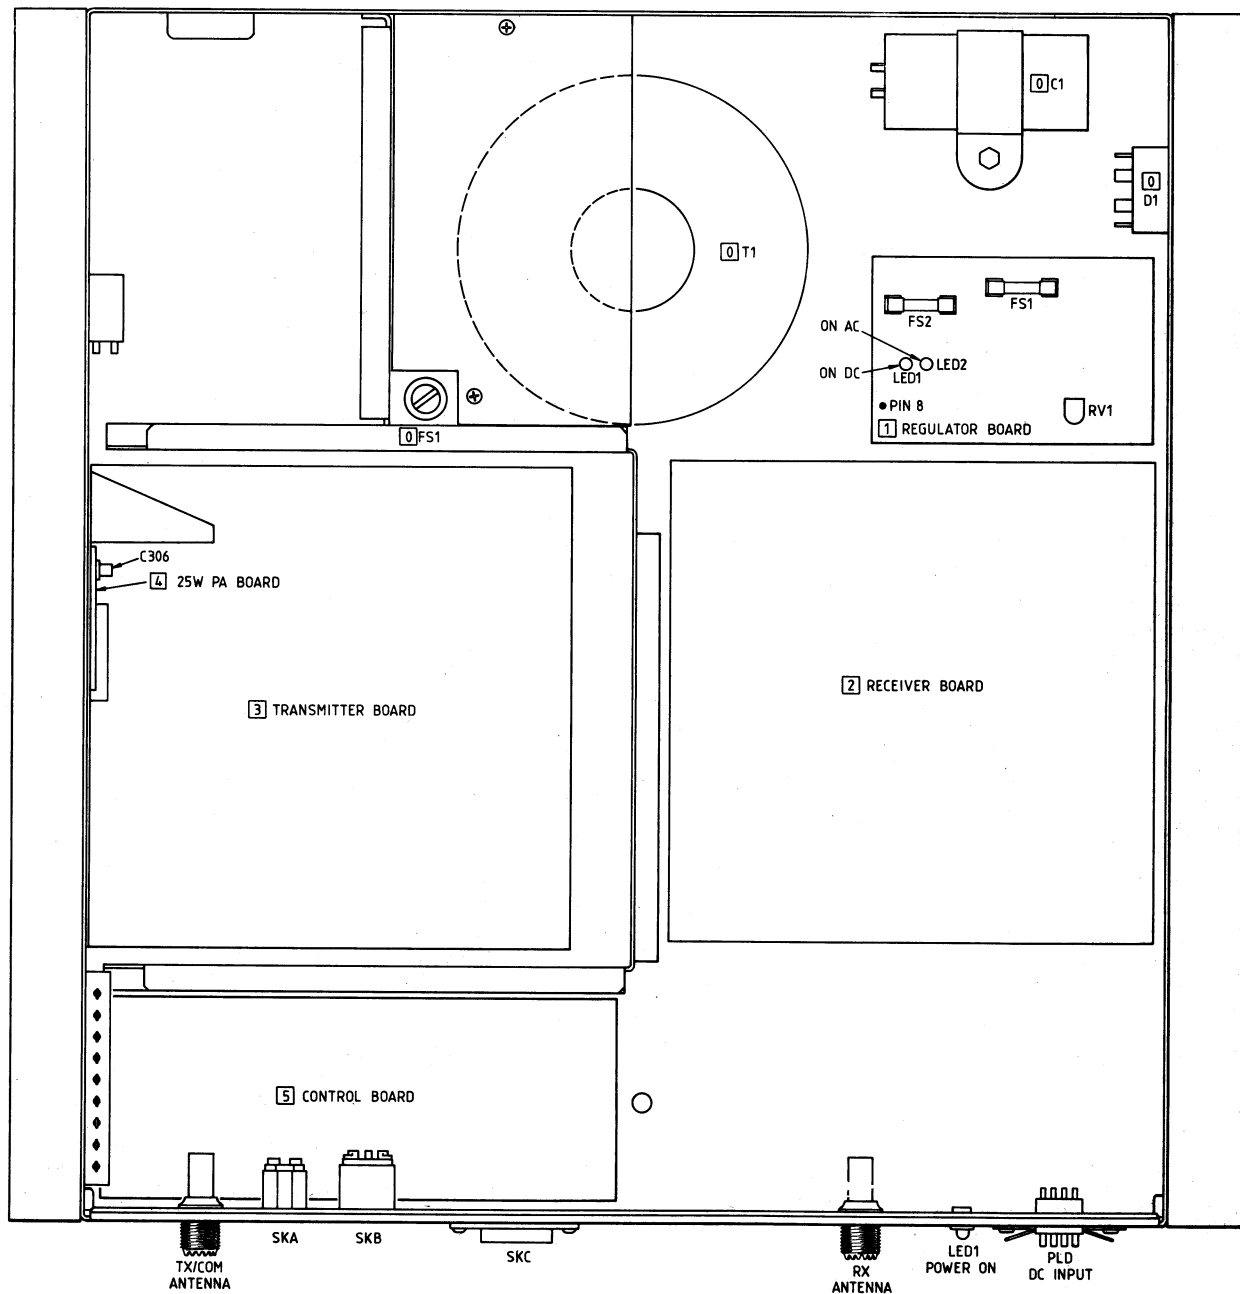 0 C1
0
D1
0 T1
FS1
FS2
ON AC
ON DC
LED2
LED1
PIN 8
RV1
1 REGULATOR BOARD
0 FS1
C306
4 25W PA BOARD
2 RECEIVER BOARD
3 TRANSMITTER BOARD
5 CONTROL BOARD
TX/COM
ANTENNA
SKA
SKB
SKC
RX
ANTENNA
LED1
POWER ON
PLD
DC INPUT